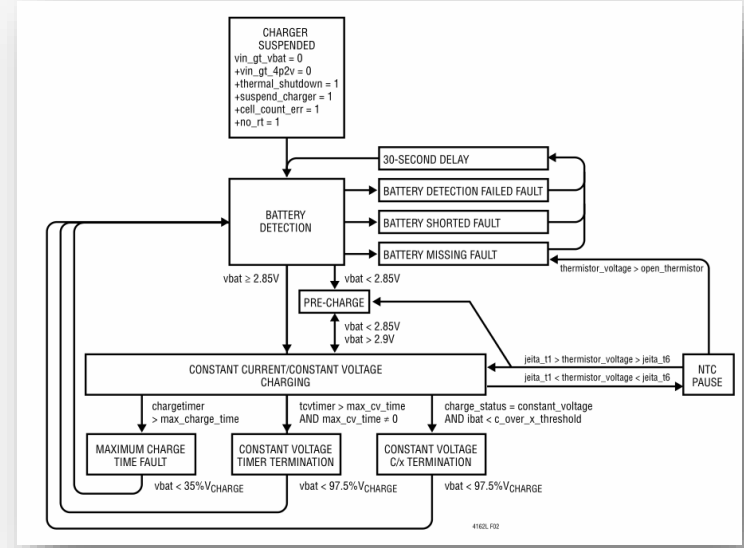 CHARGER
SUSPENDED
vin_gt_vbat = 0
+vin_gt_4p2v = 0
+thermal_shutdown = 1
+suspend_charger = 1
+cell_count_err = 1
+no_rt = 1
30-SECOND DELAY
BATTERY DETECTION FAILED FAULT
BATTERY
DETECTION
BATTERY SHORTED FAULT
BATTERY MISSING FAULT
thermistor_voltage > open_thermistor
vbat ≥ 2.85V
vbat < 2.85V
PRE-CHARGE
vbat < 2.85V
vbat > 2.9V
CONSTANT CURRENT/CONSTANT VOLTAGE
CHARGING
jeita_t1 > thermistor_voltage > jeita_t6
jeita_t1 < thermistor_voltage < jeita_t6
NTC
PAUSE
chargetimer
> max_charge_time
tcvtimer > max_cv_time
AND max_cv_time ≠ 0
charge_status = constant_voltage
AND ibat < c_over_x_threshold
MAXIMUM CHARGE
TIME FAULT
CONSTANT VOLTAGE
TIMER TERMINATION
CONSTANT VOLTAGE
C/x TERMINATION
vbat < 35%VCHARGE
vbat < 97.5%VCHARGE
vbat < 97.5%VCHARGE
4162L F02